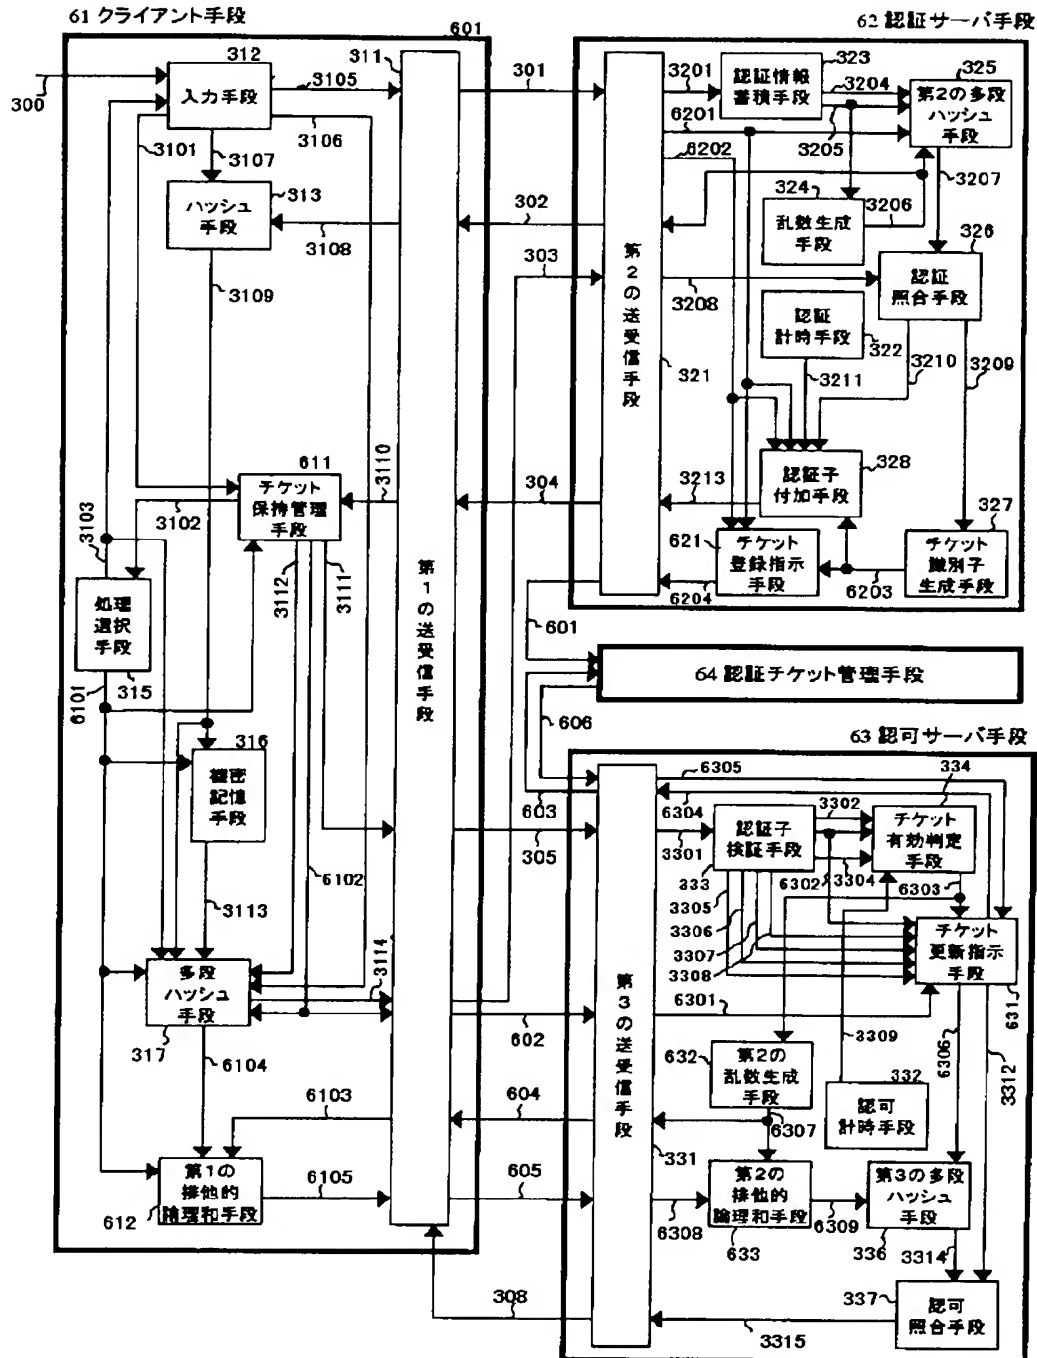 61 クライアント手段
601
311
312
入力手段
3105
300
3106
3101
3107
313
ハッシュ
手段
3108
3109
301
302
303
611
チケット
保持管理
手段
3110
3102
3103
304
3112
3111
第1の送受信手段
処理
選択
手段
315
6101
316
機密
記憶
手段
3113
6102
3114
多段
ハッシュ
手段
317
6104
6103
第1の
排他的
論理和手段
612
6105
305
602
604
605
308
62 認証サーバ手段
323
認証情報
蓄積手段
3201
3204
325
第2の多段
ハッシュ
手段
6201
6202
3205
3207
324
乱数生成
手段
3206
326
認証
照合手段
3208
認証
計時手段
322
3210
3209
3211
321
第2の送受信手段
認証子
付加手段
328
3213
327
チケット
識別子
生成手段
621
チケット
登録指示
手段
6203
6204
601
64 認証チケット管理手段
606
603
63 認可サーバ手段
6305
6304
334
3302
チケット
有効判定
手段
3301
認証子
検証手段
333
6302
3304
6303
3305
3306
3307
3308
チケット
更新指示
手段
631
6301
第3の送受信手段
3309
6306
3312
632
第2の
乱数生成
手段
332
認可
計時手段
6307
331
第2の
排他的
論理和手段
6308
633
6309
第3の多段
ハッシュ
手段
336
3314
337
認可
照合手段
3315